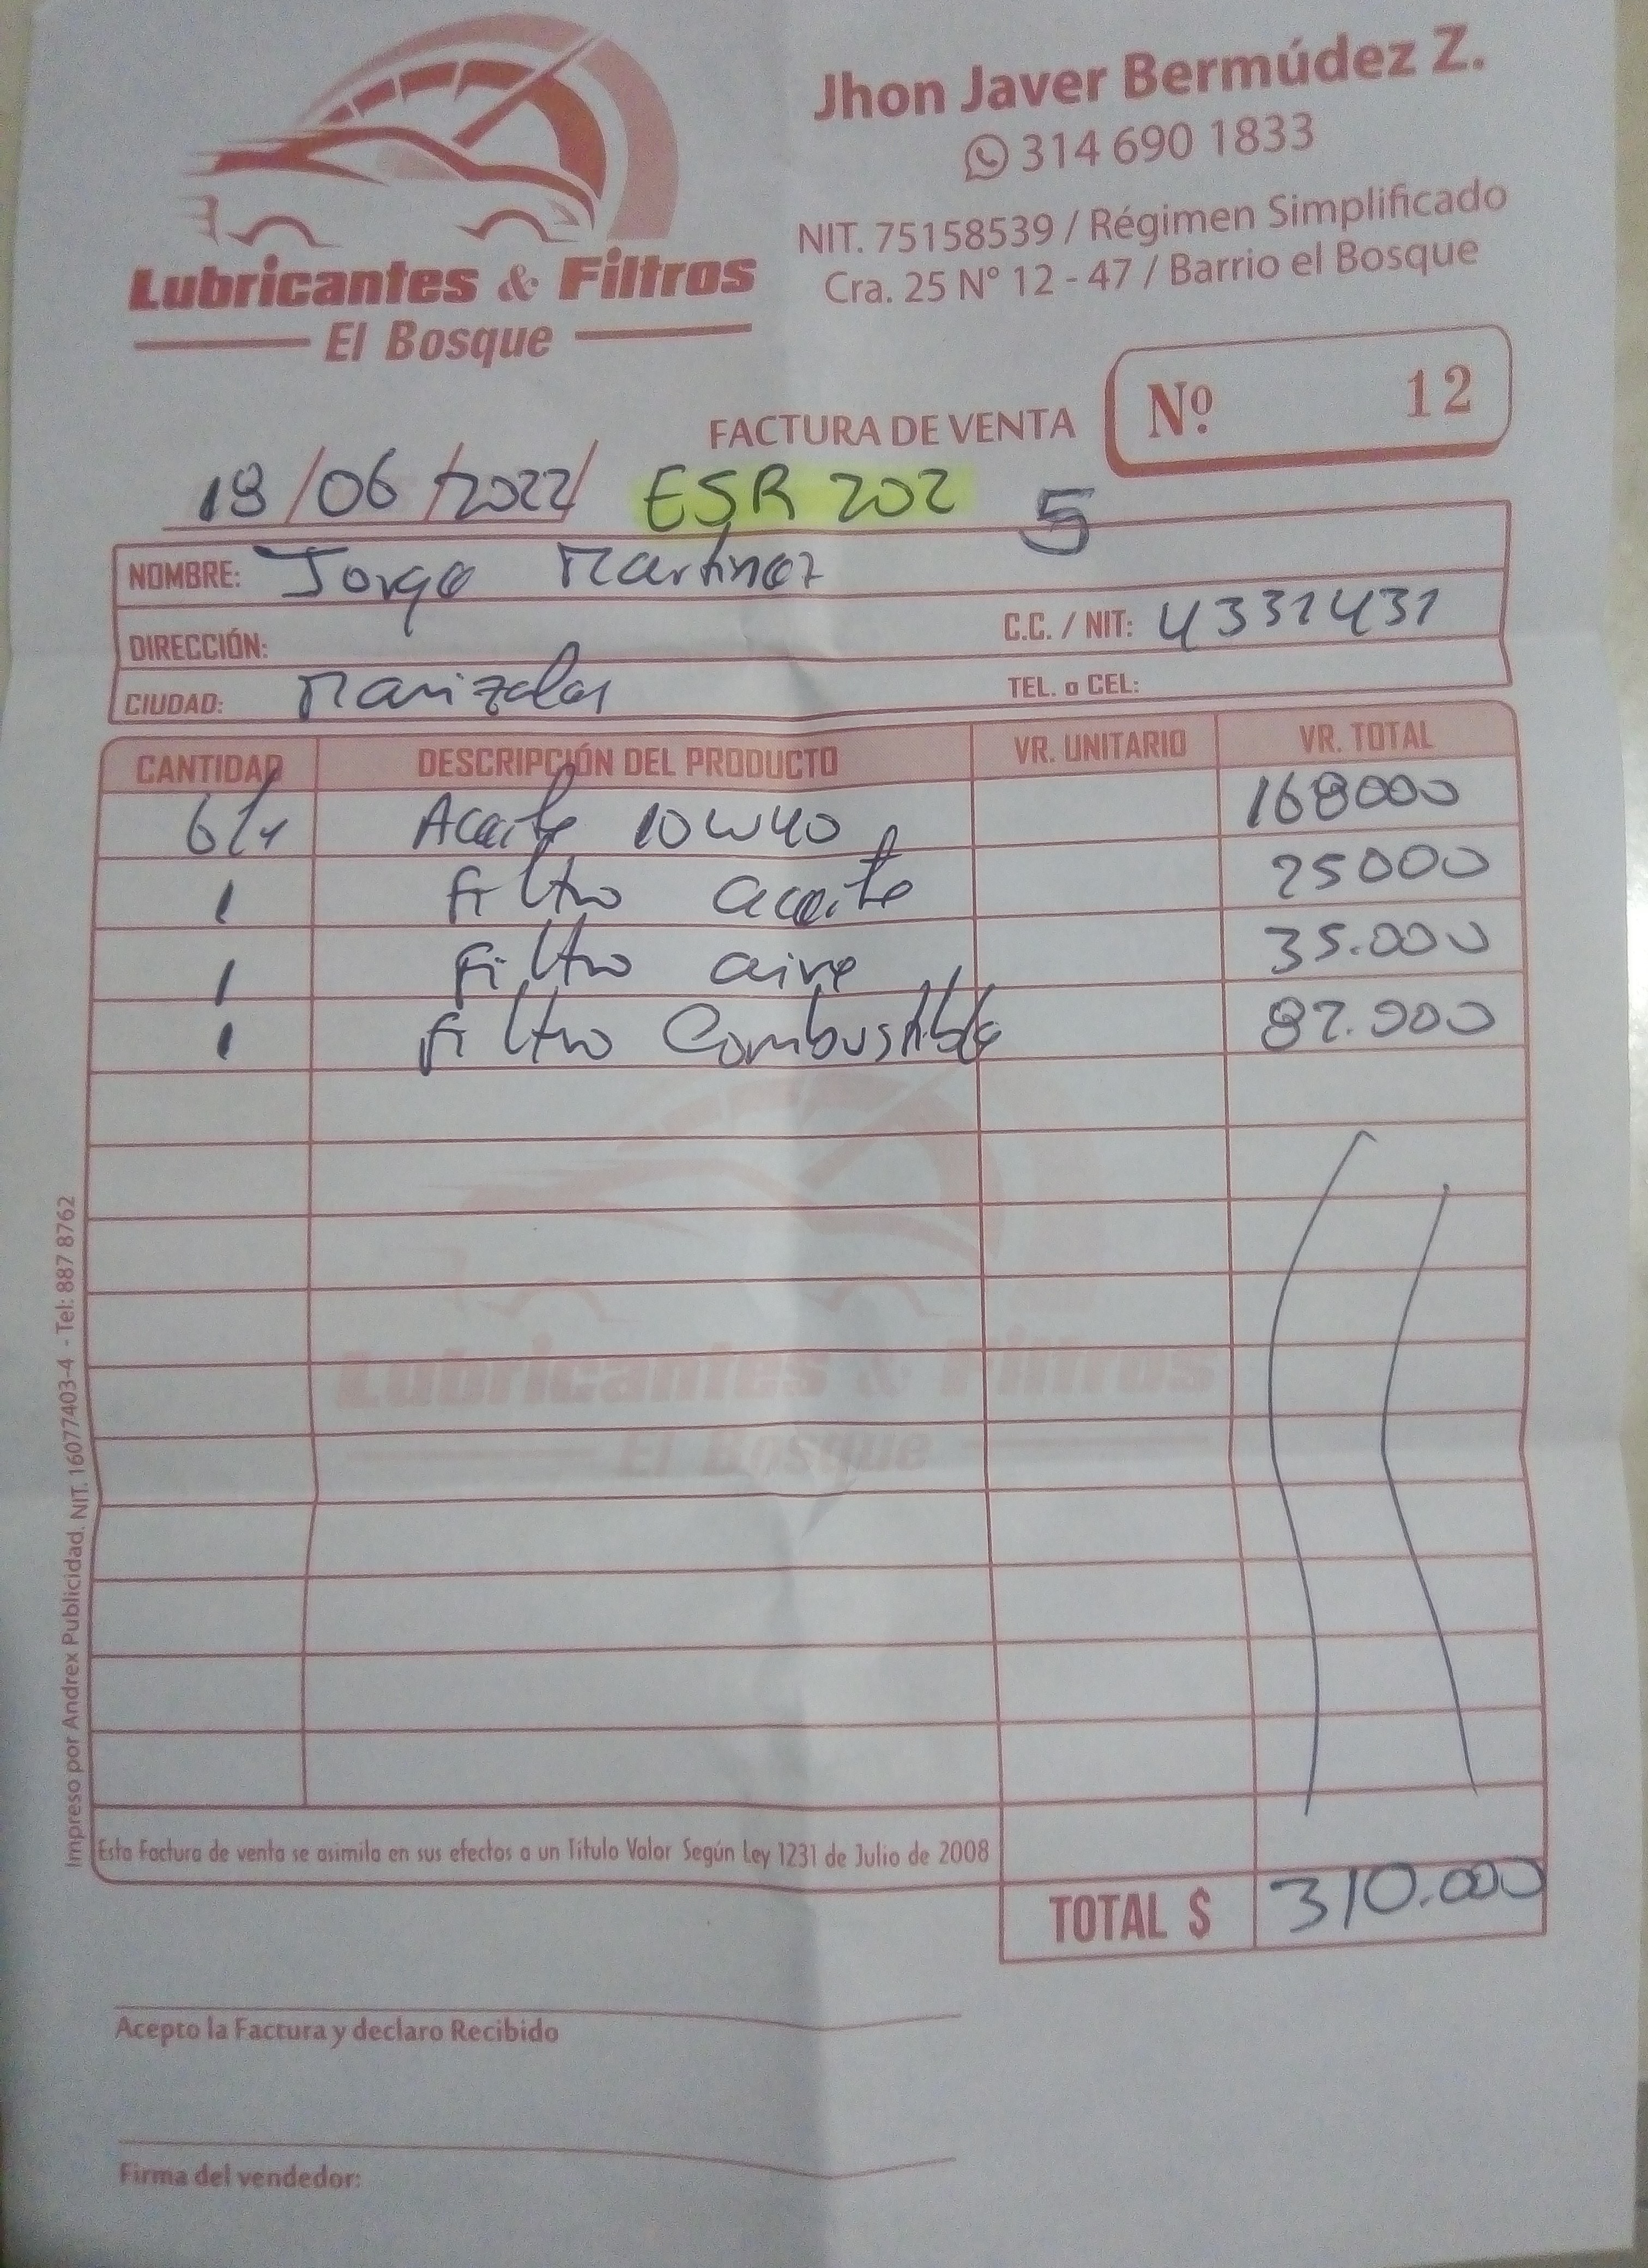 Jhon Javer Bermúdez Z.
314 690 1833
NIT. 75158539 / Régimen Simplificado
Cra. 25 N° 12 - 47 / Barrio el Bosque
Lubricantes & Filtros
El Bosque
FACTURA DE VENTA Nº 12
18/06/2022/ ESR 202 5
NOMBRE: Jorge Martinez
DIRECCIÓN: C.C. / NIT: 4331431
CIUDAD: Manizales TEL. o CEL:
CANTIDAD DESCRIPCIÓN DEL PRODUCTO VR. UNITARIO VR. TOTAL
6/4 Aceite 10W40 168000
1 Filtro aceite 25000
1 Filtro aire 35.000
1 Filtro Combustible 82.000
Lubricantes & Filtros
El Bosque
Esta Factura de venta se asimila en sus efectos a un Título Valor Según Ley 1231 de Julio de 2008
TOTAL $ 310.000
Acepto la Factura y declaro Recibido
Firma del vendedor:
Impreso por Andrex Publicidad. NIT. 16077403-4 - Tel: 887 8762